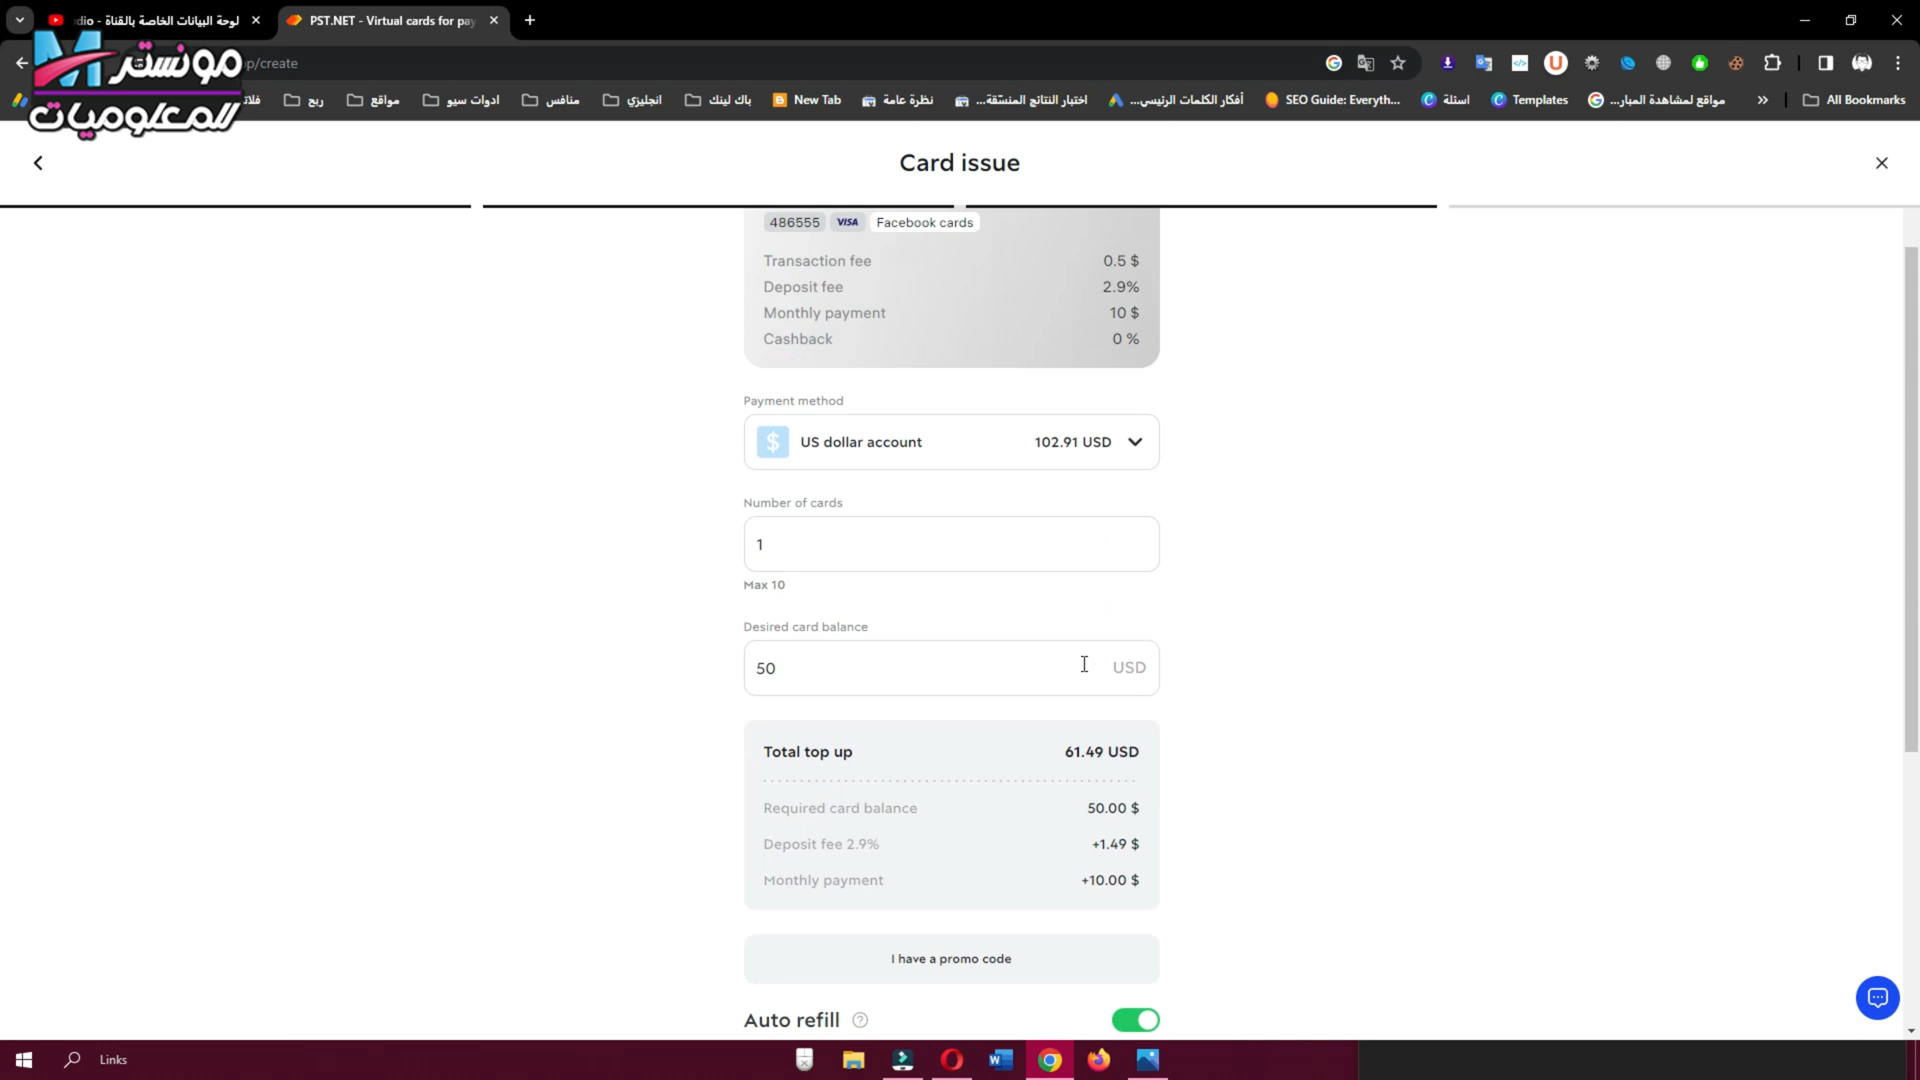 لوحة البيانات الخاصة بالقناة - dio
PST.NET - Virtual cards for pay
مونستر
للمعلوميات
p/create
فلات
ربح
مواقع
ادوات سيو
منافس
انجليزي
باك لينك
New Tab
نظرة عامة
اختبار النتائج المنسّقة...
أفكار الكلمات الرئيسي...
SEO Guide: Everyth...
اسئلة
Templates
مواقع لمشاهدة المبار...
All Bookmarks
Card issue
486555 VISA Facebook cards
Transaction fee 0.5 $
Deposit fee 2.9%
Monthly payment 10 $
Cashback 0 %
Payment method
$ US dollar account 102.91 USD
Number of cards
1
Max 10
Desired card balance
50 USD
Total top up 61.49 USD
Required card balance 50.00 $
Deposit fee 2.9% +1.49 $
Monthly payment +10.00 $
I have a promo code
Auto refill
Links